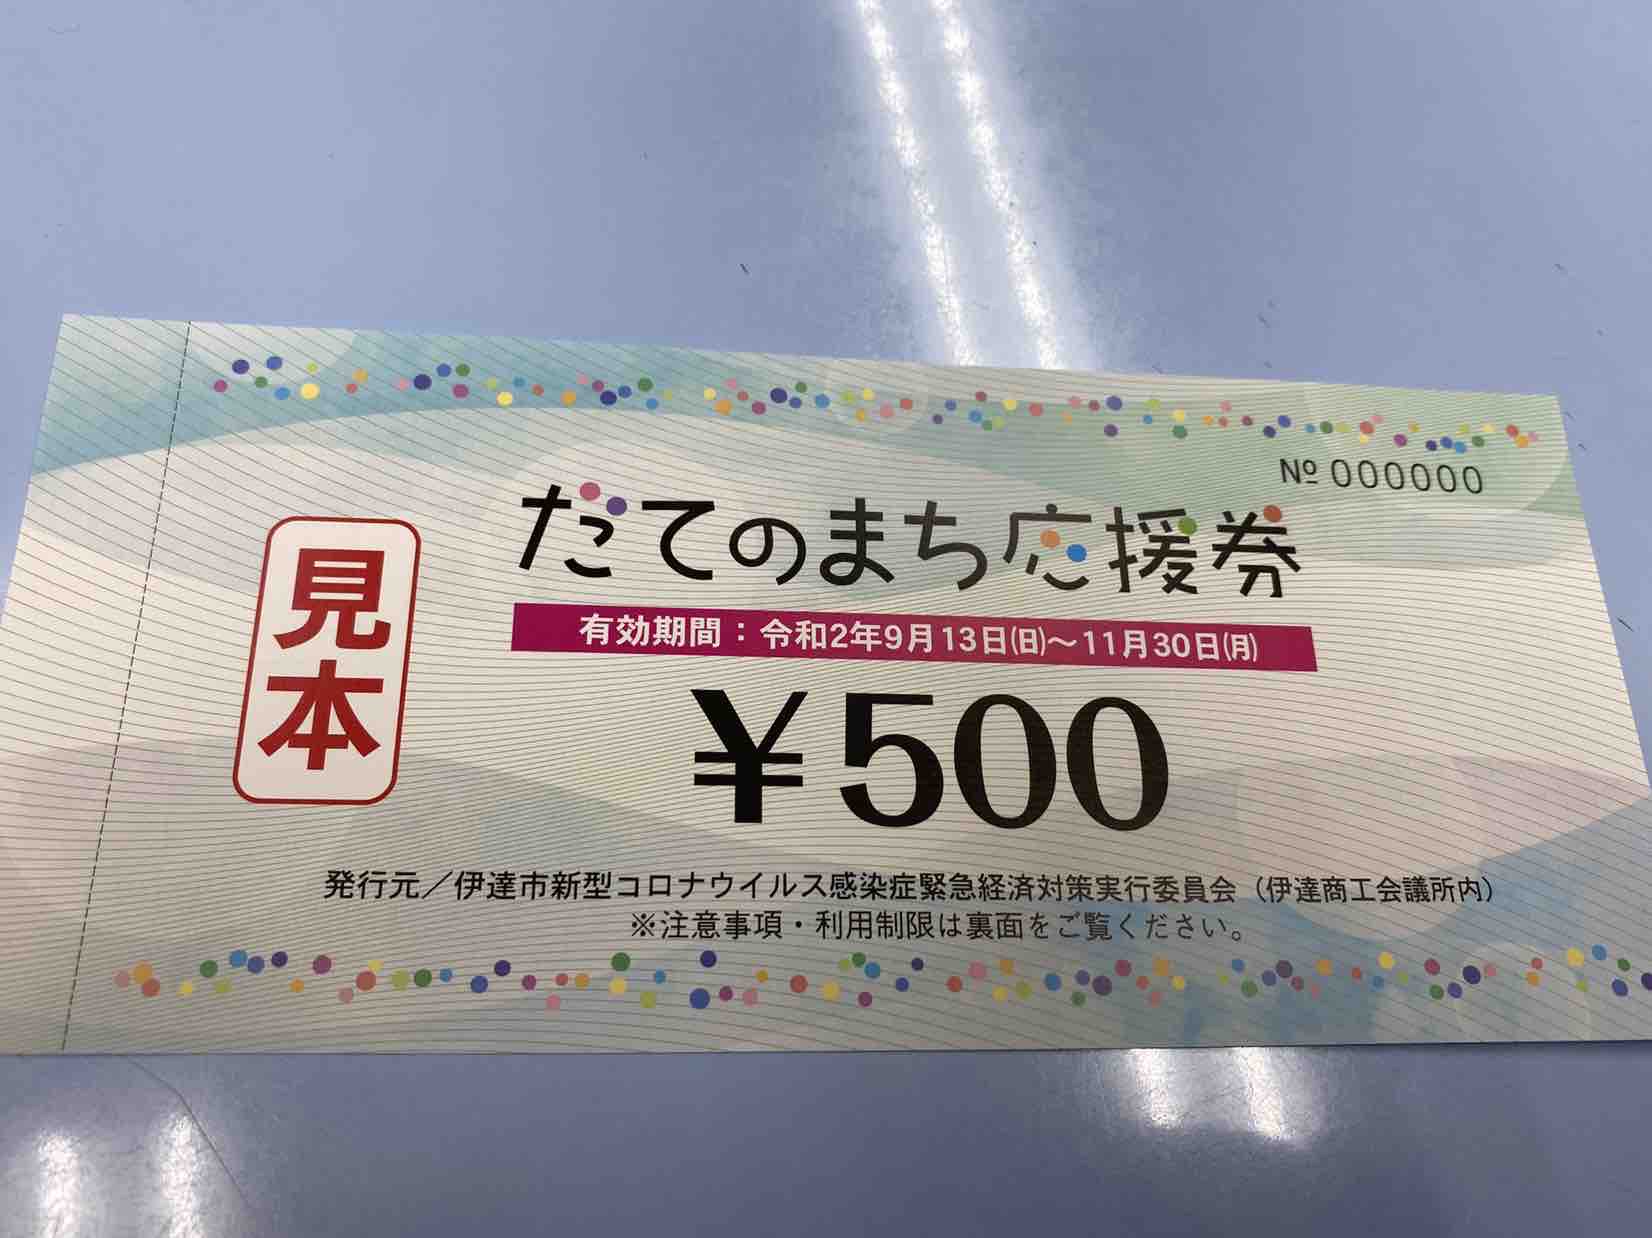 № 000000
だてのまち応援券
見本
有効期間：令和2年9月13日(日)～11月30日(月)
¥500
発行元／伊達市新型コロナウイルス感染症緊急経済対策実行委員会（伊達商工会議所内）
※注意事項・利用制限は裏面をご覧ください。